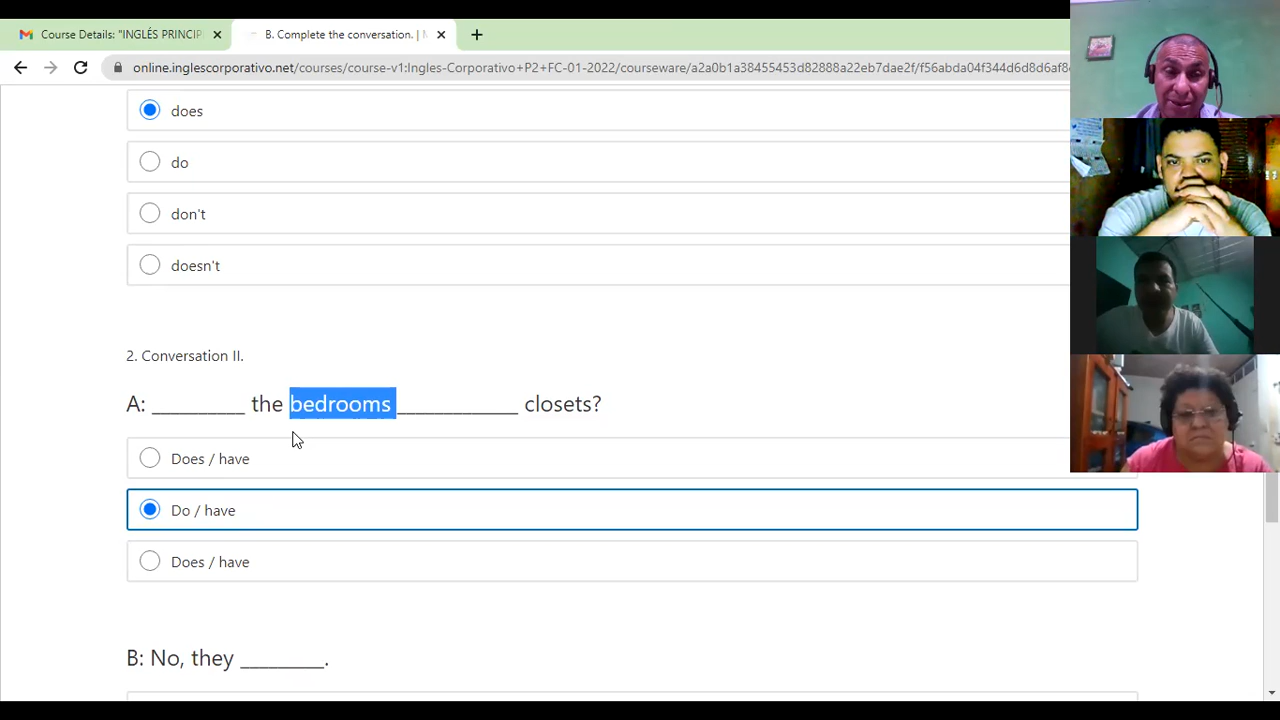 Course Details: "INGLÉS PRINCIP
B. Complete the conversation. |
online.inglescorporativo.net/courses/course-v1:Ingles-Corporativo+P2+FC-01-2022/courseware/a2a0b1a38455453d82888a22eb7dae2f/f56abda04f344d6d8d6af8
does
do
don't
doesn't
2. Conversation II.
A: __________ the bedrooms _____________ closets?
Does / have
Do / have
Does / have
B: No, they _________.